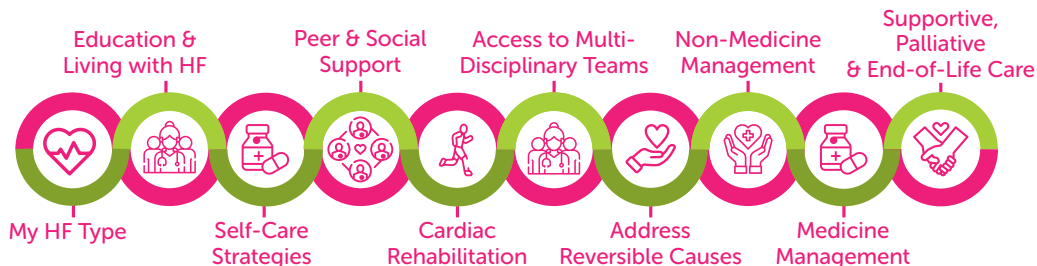 Education &
Living with HF
Peer & Social
Support
Access to Multi-
Disciplinary Teams
Non-Medicine
Management
Supportive,
Palliative
& End-of-Life Care
My HF Type
Self-Care
Strategies
Cardiac
Rehabilitation
Address
Reversible Causes
Medicine
Management